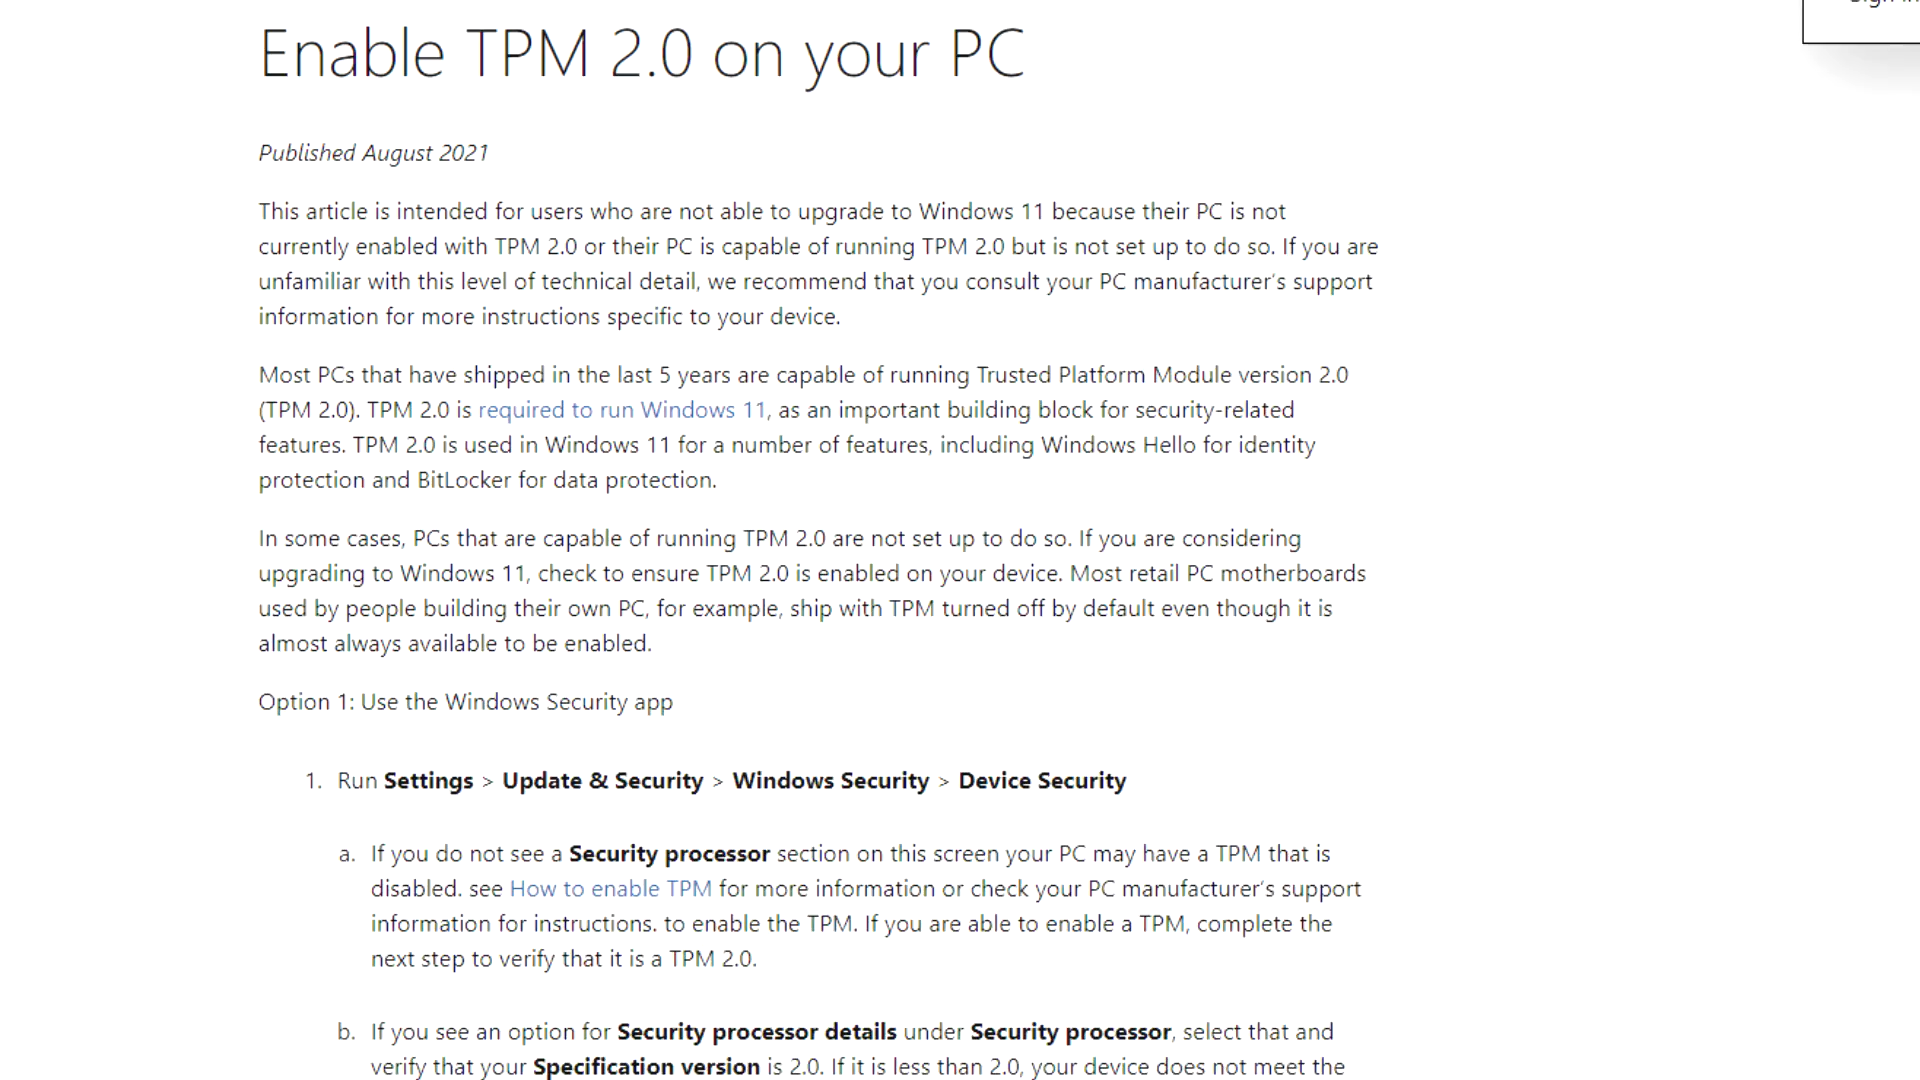 Enable TPM 2.0 on your PC
Published August 2021
This article is intended for users who are not able to upgrade to Windows 11 because their PC is not
currently enabled with TPM 2.0 or their PC is capable of running TPM 2.0 but is not set up to do so. If you are
unfamiliar with this level of technical detail, we recommend that you consult your PC manufacturer's support
information for more instructions specific to your device.
Most PCs that have shipped in the last 5 years are capable of running Trusted Platform Module version 2.0
(TPM 2.0). TPM 2.0 is required to run Windows 11, as an important building block for security-related
features. TPM 2.0 is used in Windows 11 for a number of features, including Windows Hello for identity
protection and BitLocker for data protection.
In some cases, PCs that are capable of running TPM 2.0 are not set up to do so. If you are considering
upgrading to Windows 11, check to ensure TPM 2.0 is enabled on your device. Most retail PC motherboards
used by people building their own PC, for example, ship with TPM turned off by default even though it is
almost always available to be enabled.
Option 1: Use the Windows Security app
1. Run Settings > Update & Security > Windows Security > Device Security
a. If you do not see a Security processor section on this screen your PC may have a TPM that is
disabled. see How to enable TPM for more information or check your PC manufacturer's support
information for instructions. to enable the TPM. If you are able to enable a TPM, complete the
next step to verify that it is a TPM 2.0.
b. If you see an option for Security processor details under Security processor, select that and
verify that your Specification version is 2.0. If it is less than 2.0, your device does not meet the